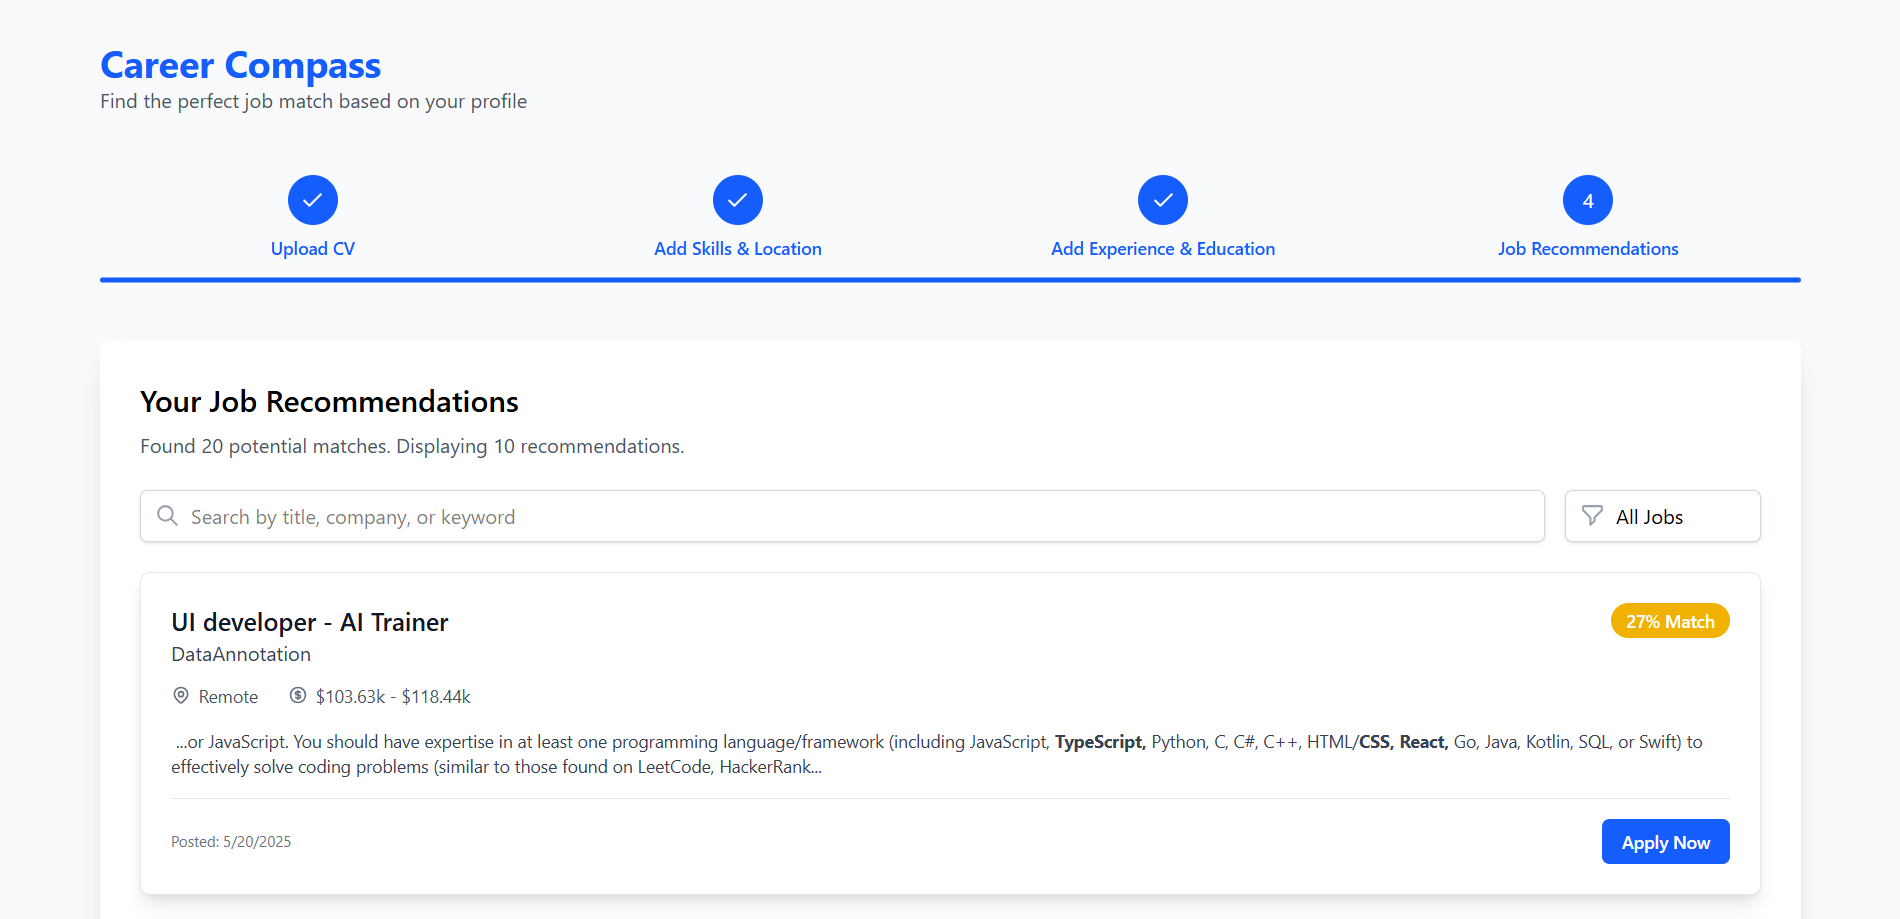 Career Compass
Find the perfect job match based on your profile
4
Upload CV
Add Skills & Location
Add Experience & Education
Job Recommendations
Your Job Recommendations
Found 20 potential matches. Displaying 10 recommendations.
Search by title, company, or keyword
All Jobs
UI developer - AI Trainer
27% Match
DataAnnotation
Remote
$103.63k - $118.44k
...or JavaScript. You should have expertise in at least one programming language/framework (including JavaScript, TypeScript, Python, C, C#, C++, HTML/CSS, React, Go, Java, Kotlin, SQL, or Swift) to
effectively solve coding problems (similar to those found on LeetCode, HackerRank...
Posted: 5/20/2025
Apply Now